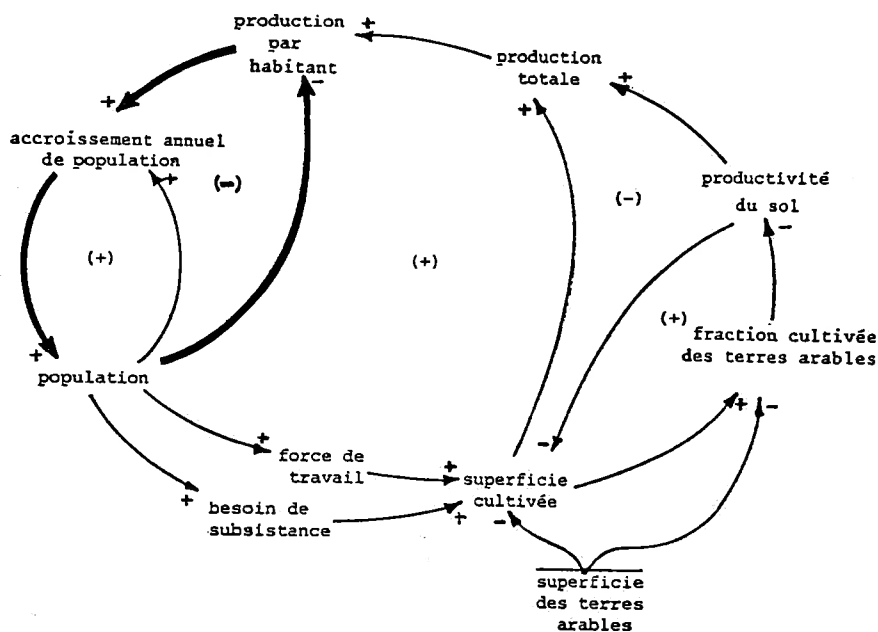 production
par
habitant
+
-
production
totale
+
+
+
accroissement annuel
de population
+
(-)
(-)
productivité
du sol
-
(+)
(+)
(+)
fraction cultivée
des terres arables
+
-
+
population
+
force de
travail
-
+
superficie
cultivée
+
besoin de
subsistance
+
-
superficie
des terres
arables